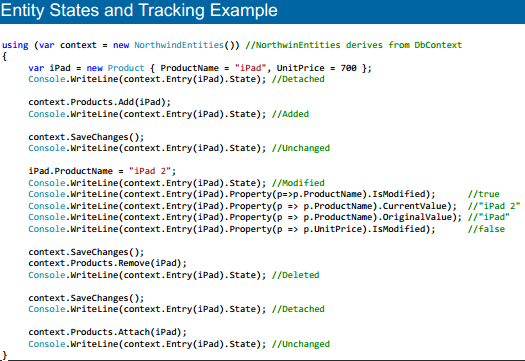 Entity States and Tracking Example
using (var context = new NorthwindEntities()) //NorthwinEntities derives from DbContext
{
var iPad = new Product { ProductName = "iPad", UnitPrice = 700 };
Console.WriteLine(context.Entry(iPad).State); //Detached
context.Products.Add(iPad);
Console.WriteLine(context.Entry(iPad).State); //Added
context.SaveChanges();
Console.WriteLine(context.Entry(iPad).State); //Unchanged
iPad.ProductName = "iPad 2";
Console.WriteLine(context.Entry(iPad).State); //Modified
Console.WriteLine(context.Entry(iPad).Property(p=>p.ProductName).IsModified); //true
Console.WriteLine(context.Entry(iPad).Property(p => p.ProductName).CurrentValue); //"iPad 2"
Console.WriteLine(context.Entry(iPad).Property(p => p.ProductName).OriginalValue); //"iPad"
Console.WriteLine(context.Entry(iPad).Property(p => p.UnitPrice).IsModified); //false
context.SaveChanges();
context.Products.Remove(iPad);
Console.WriteLine(context.Entry(iPad).State); //Deleted
context.SaveChanges();
Console.WriteLine(context.Entry(iPad).State); //Detached
context.Products.Attach(iPad);
Console.WriteLine(context.Entry(iPad).State); //Unchanged
}